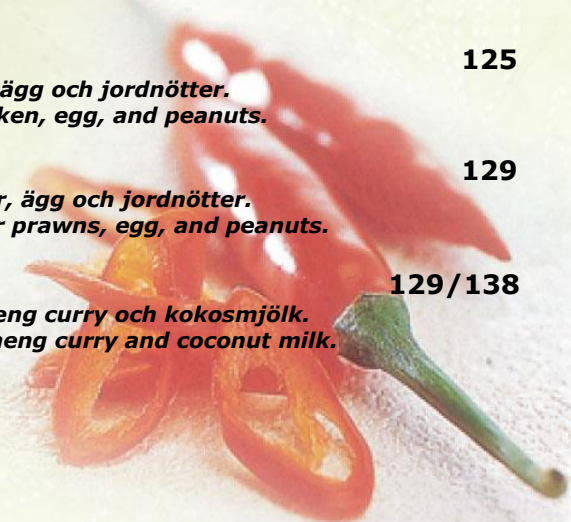 125
ägg och jordnötter.
ken, egg, and peanuts.
129
r, ägg och jordnötter.
r prawns, egg, and peanuts.
129/138
eng curry och kokosmjölk.
neng curry and coconut milk.